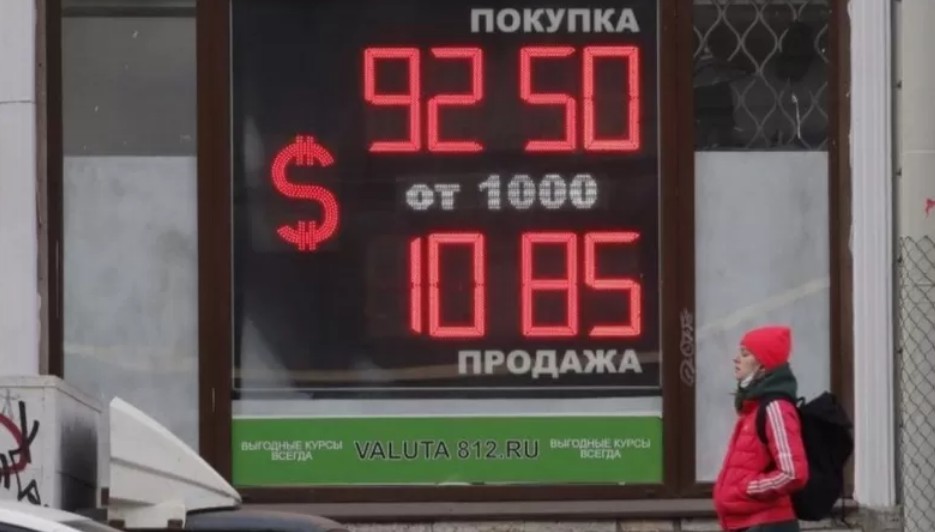 ПОКУПКА
92 50
$
от 1000
10 85
ПРОДАЖА
ВЫГОДНЫЕ КУРСЫ ВСЕГДА
VALUTA 812.RU
ВЫГОДНЫЕ КУРСЫ ВСЕГДА